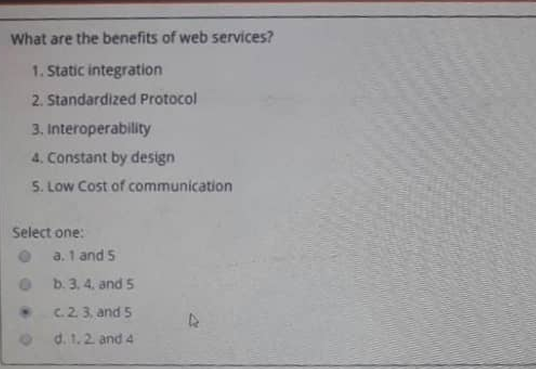 What are the benefits of web services?
1. Static integration
2. Standardized Protocol
3. Interoperability
4. Constant by design
5. Low Cost of communication
Select one:
a. 1 and 5
b. 3, 4, and 5
c. 2, 3, and 5
d. 1, 2, and 4